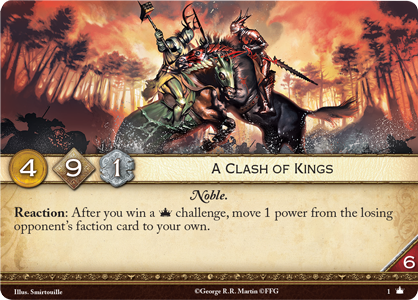 4 9 1 A CLASH OF KINGS
Noble.
Reaction: After you win a challenge, move 1 power from the losing
opponent's faction card to your own.
6
Illus. Smirtouille ©George R.R. Martin ©FFG 1